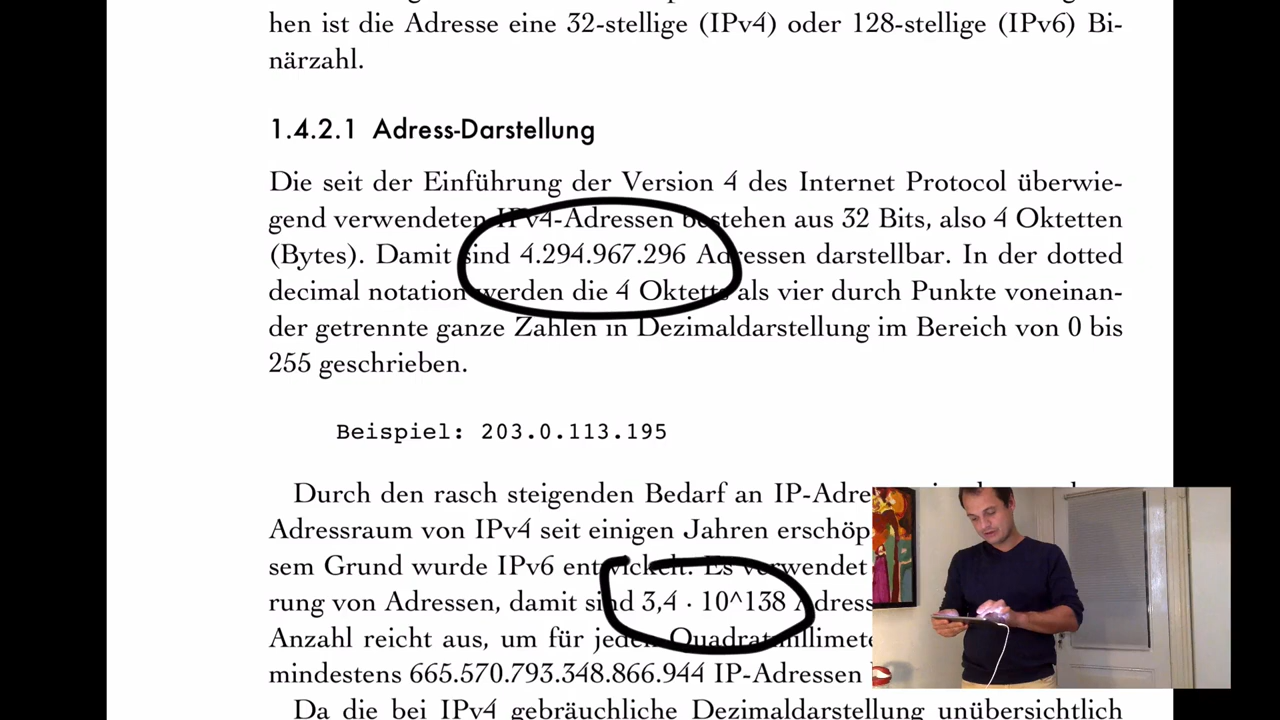 hen ist die Adresse eine 32-stellige (IPv4) oder 128-stellige (IPv6) Bi-
närzahl.
1.4.2.1 Adress-Darstellung
Die seit der Einführung der Version 4 des Internet Protocol überwie-
gend verwendeten IPv4-Adressen bestehen aus 32 Bits, also 4 Oktetten
(Bytes). Damit sind 4.294.967.296 Adressen darstellbar. In der dotted
decimal notation werden die 4 Oktetts als vier durch Punkte voneinan-
der getrennte ganze Zahlen in Dezimaldarstellung im Bereich von 0 bis
255 geschrieben.
Beispiel: 203.0.113.195
Durch den rasch steigenden Bedarf an IP-Adre
Adressraum von IPv4 seit einigen Jahren erschöp
sem Grund wurde IPv6 entwickelt. Es verwendet
rung von Adressen, damit sind 3,4 · 10^138 Adress
Anzahl reicht aus, um für jeden Quadratmillimete
mindestens 665.570.793.348.866.944 IP-Adressen
Da die bei IPv4 gebräuchliche Dezimaldarstellung unübersichtlich